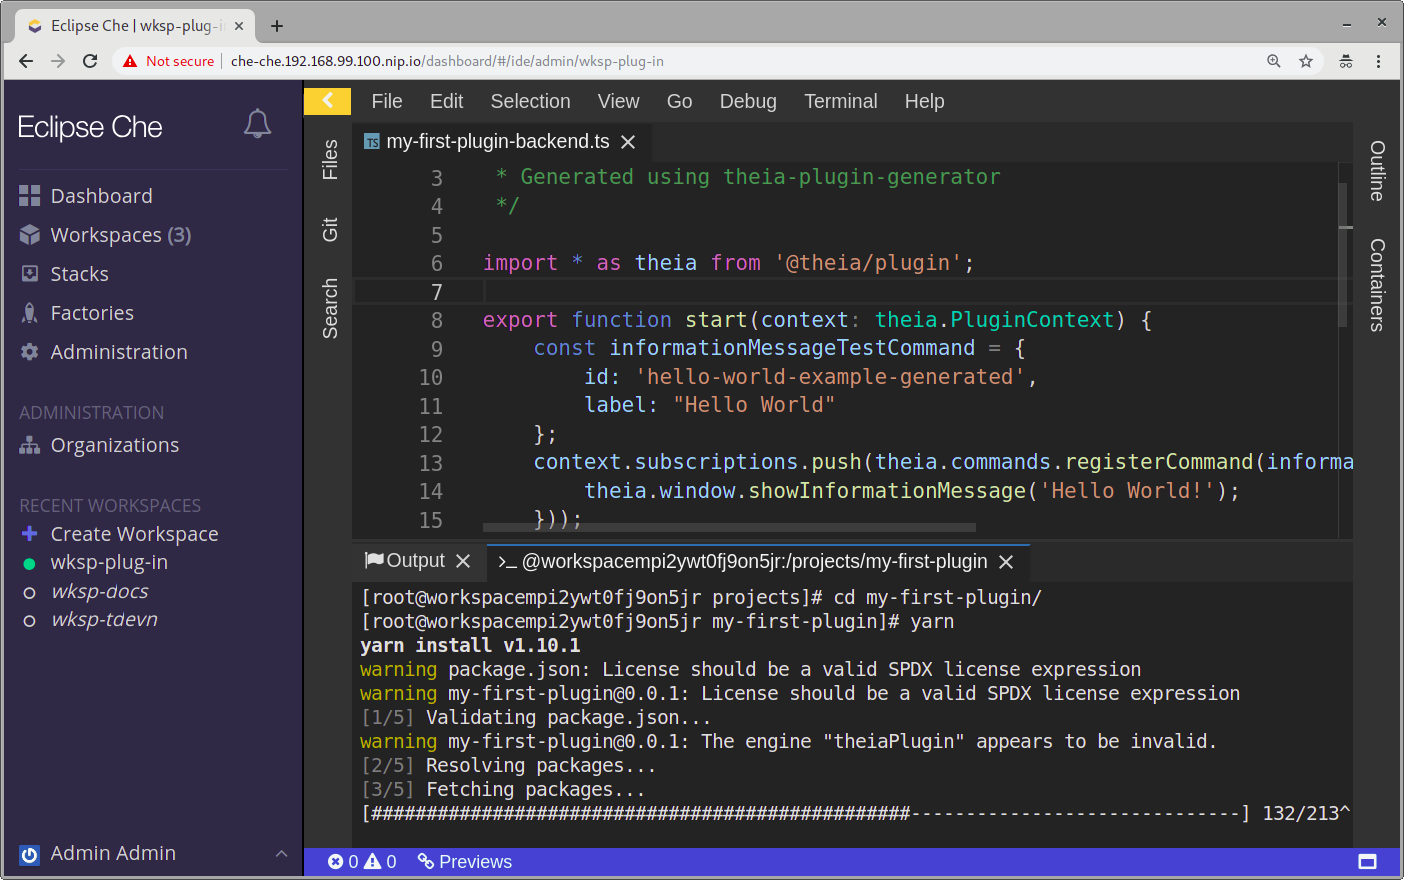 Eclipse Che | wksp-plug-i
Not secure
che-che.192.168.99.100.nip.io/dashboard/#/ide/admin/wksp-plug-in
Eclipse Che
Dashboard
Workspaces (3)
Stacks
Factories
Administration
ADMINISTRATION
Organizations
RECENT WORKSPACES
Create Workspace
wksp-plug-in
wksp-docs
wksp-tdevn
Admin Admin
File Edit Selection View Go Debug Terminal Help
Files
Git
Search
TS my-first-plugin-backend.ts
3 * Generated using theia-plugin-generator
4 */
5
6 import * as theia from '@theia/plugin';
7
8 export function start(context: theia.PluginContext) {
9 const informationMessageTestCommand = {
10 id: 'hello-world-example-generated',
11 label: "Hello World"
12 };
13 context.subscriptions.push(theia.commands.registerCommand(informa
14 theia.window.showInformationMessage('Hello World!');
15 }));
Outline
Containers
Output
>_ @workspacempi2ywt0fj9on5jr:/projects/my-first-plugin
[root@workspacempi2ywt0fj9on5jr projects]# cd my-first-plugin/
[root@workspacempi2ywt0fj9on5jr my-first-plugin]# yarn
yarn install v1.10.1
warning package.json: License should be a valid SPDX license expression
warning my-first-plugin@0.0.1: License should be a valid SPDX license expression
[1/5] Validating package.json...
warning my-first-plugin@0.0.1: The engine "theiaPlugin" appears to be invalid.
[2/5] Resolving packages...
[3/5] Fetching packages...
[#################################################------------------------------] 132/213^
0 0 Previews